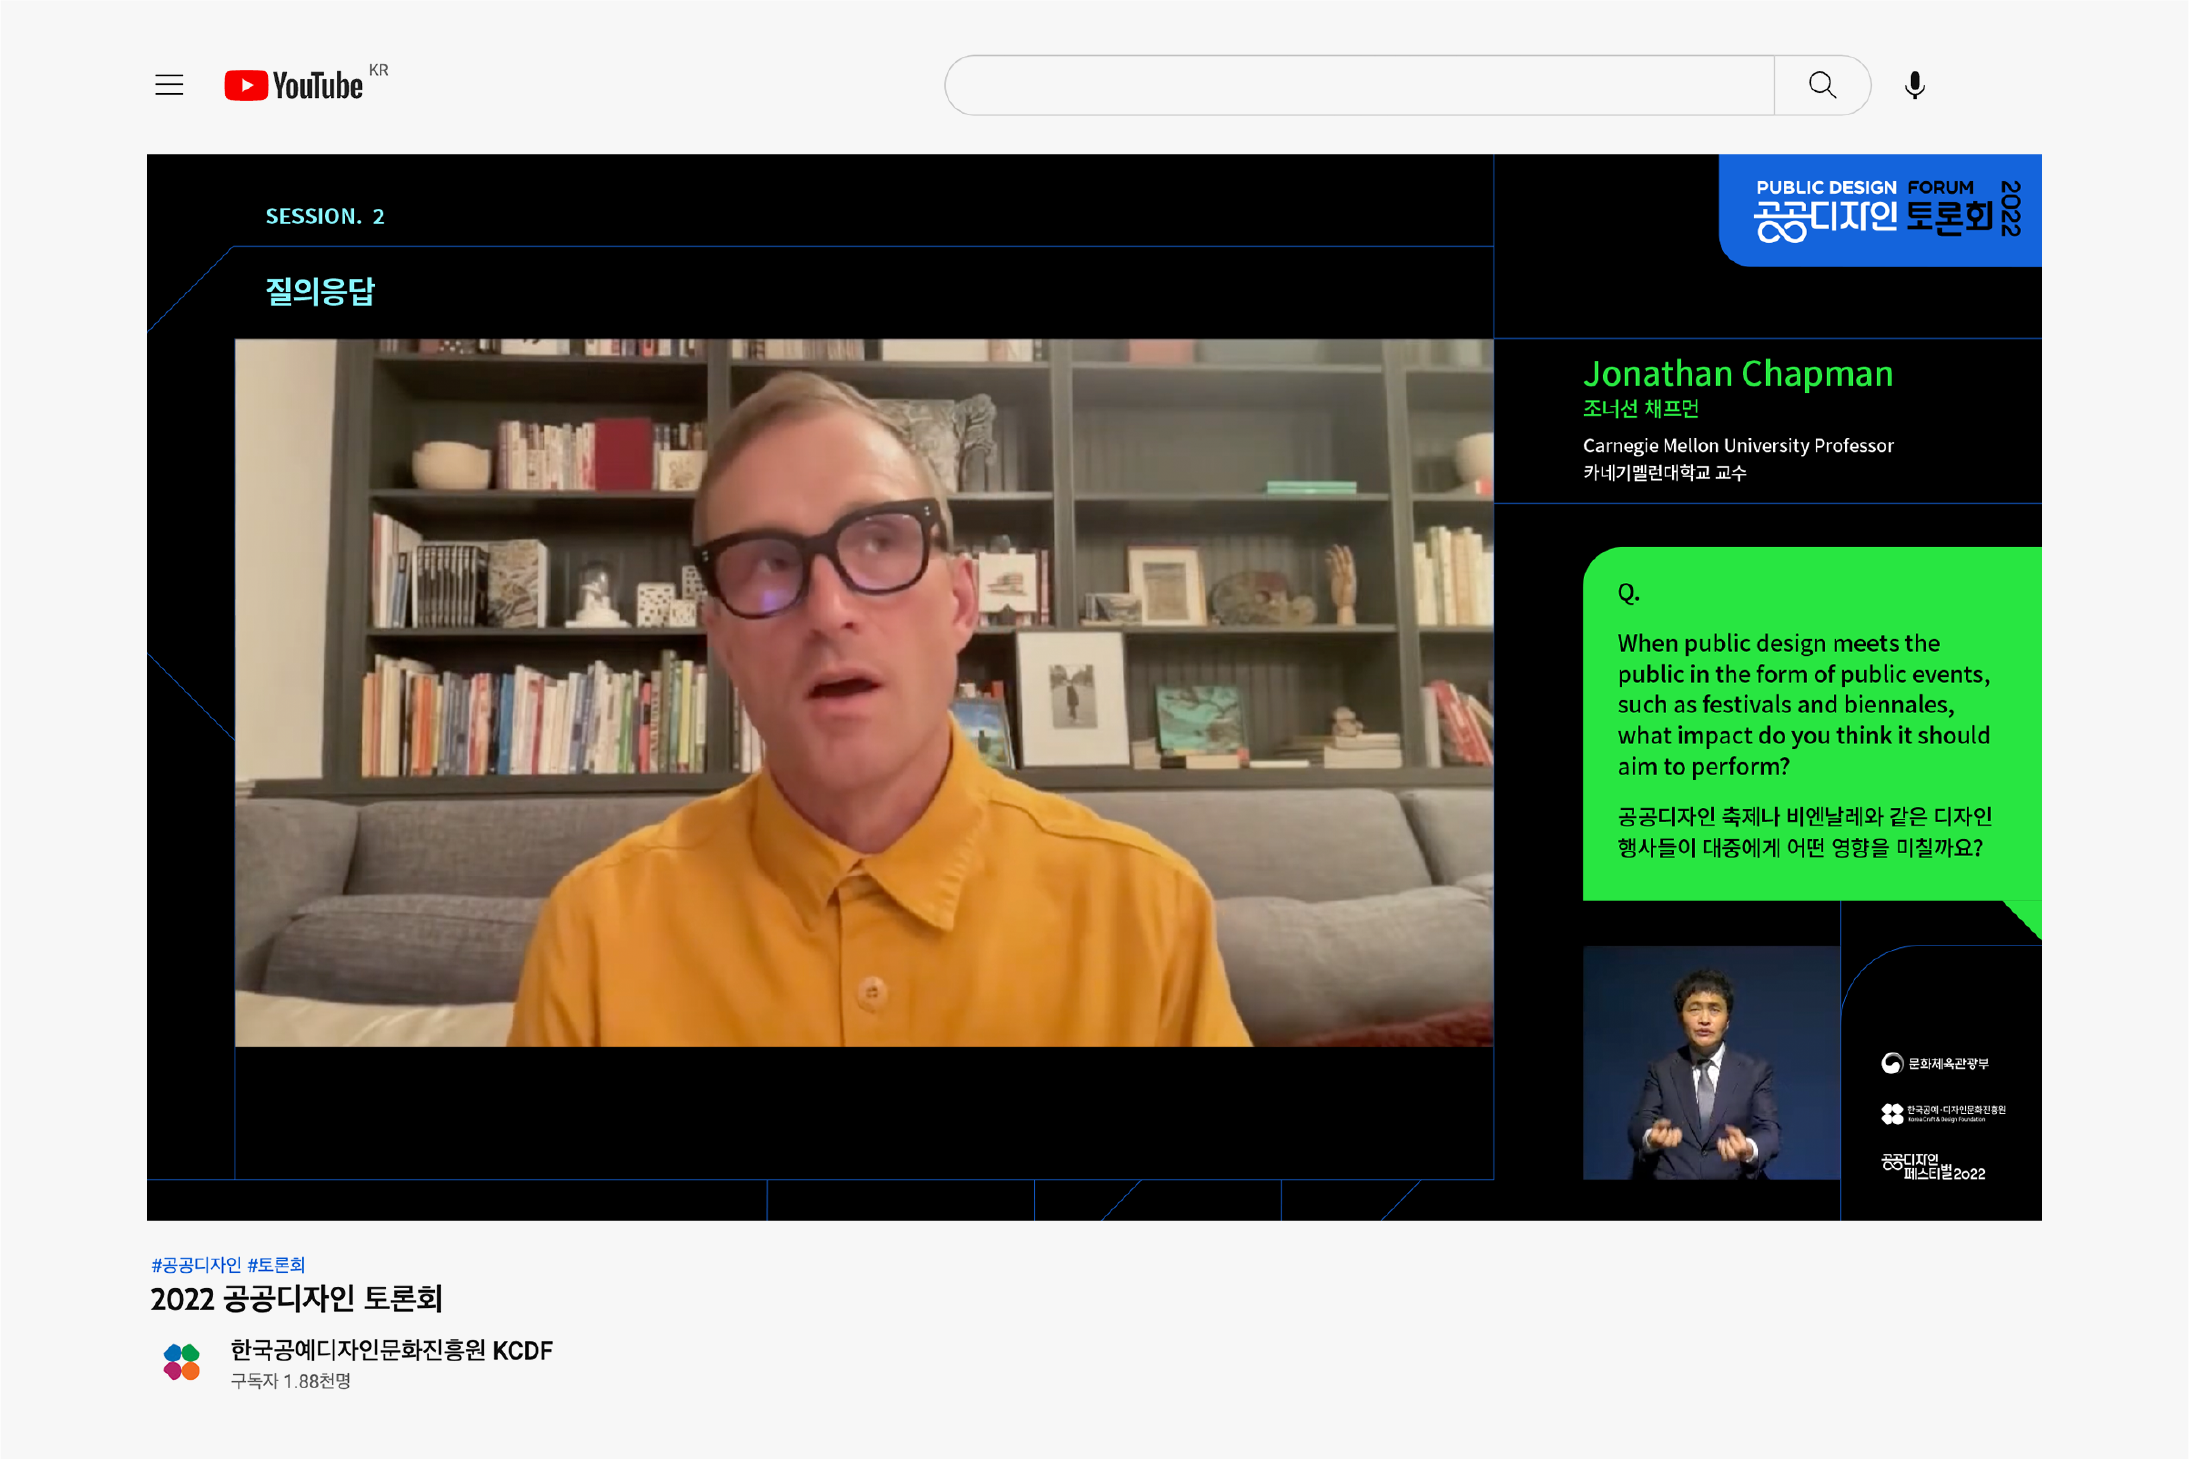 YouTube KR
SESSION. 2
질의응답
PUBLIC DESIGN FORUM
공공디자인 토론회
2022
Jonathan Chapman
조너선 채프먼
Carnegie Mellon University Professor
카네기멜런대학교 교수
Q.
When public design meets the
public in the form of public events,
such as festivals and biennales,
what impact do you think it should
aim to perform?
공공디자인 축제나 비엔날레와 같은 디자인
행사들이 대중에게 어떤 영향을 미칠까요?
문화체육관광부
한국공예·디자인문화진흥원
Korea Craft & Design Foundation
공공디자인
페스티벌 2022
#공공디자인 #토론회
2022 공공디자인 토론회
한국공예디자인문화진흥원 KCDF
구독자 1.88천명